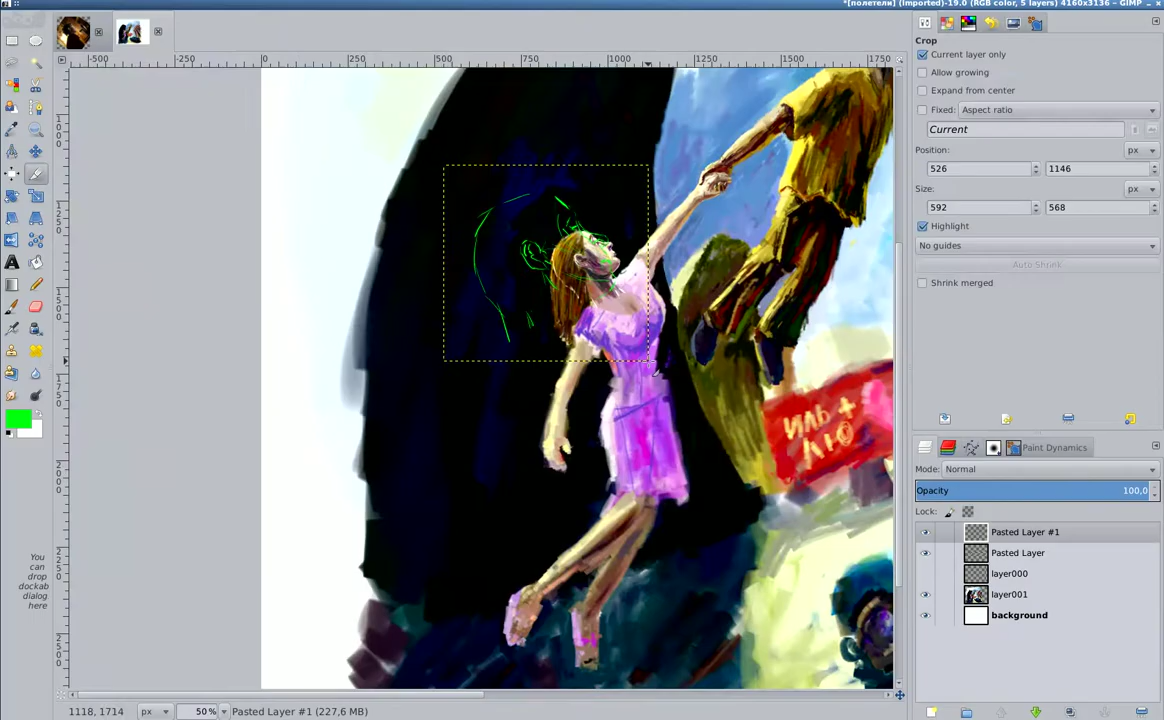 *[полетели] (imported)-19.0 (RGB color, 5 layers) 4160x3136 – GIMP
-500
-250
0
250
500
750
1000
1250
1500
1750
Crop
Current layer only
Allow growing
Expand from center
Fixed:
Aspect ratio
Current
Position:
px
526
1146
Size:
px
592
568
Highlight
No guides
Auto Shrink
Shrink merged
ИЛЬ +
ЛЮ
You
can
drop
dockab
dialog
here
Paint Dynamics
Mode:
Normal
Opacity
100,0
Lock:
Pasted Layer #1
Pasted Layer
layer000
layer001
background
1118, 1714
px
50%
Pasted Layer #1 (227,6 MB)